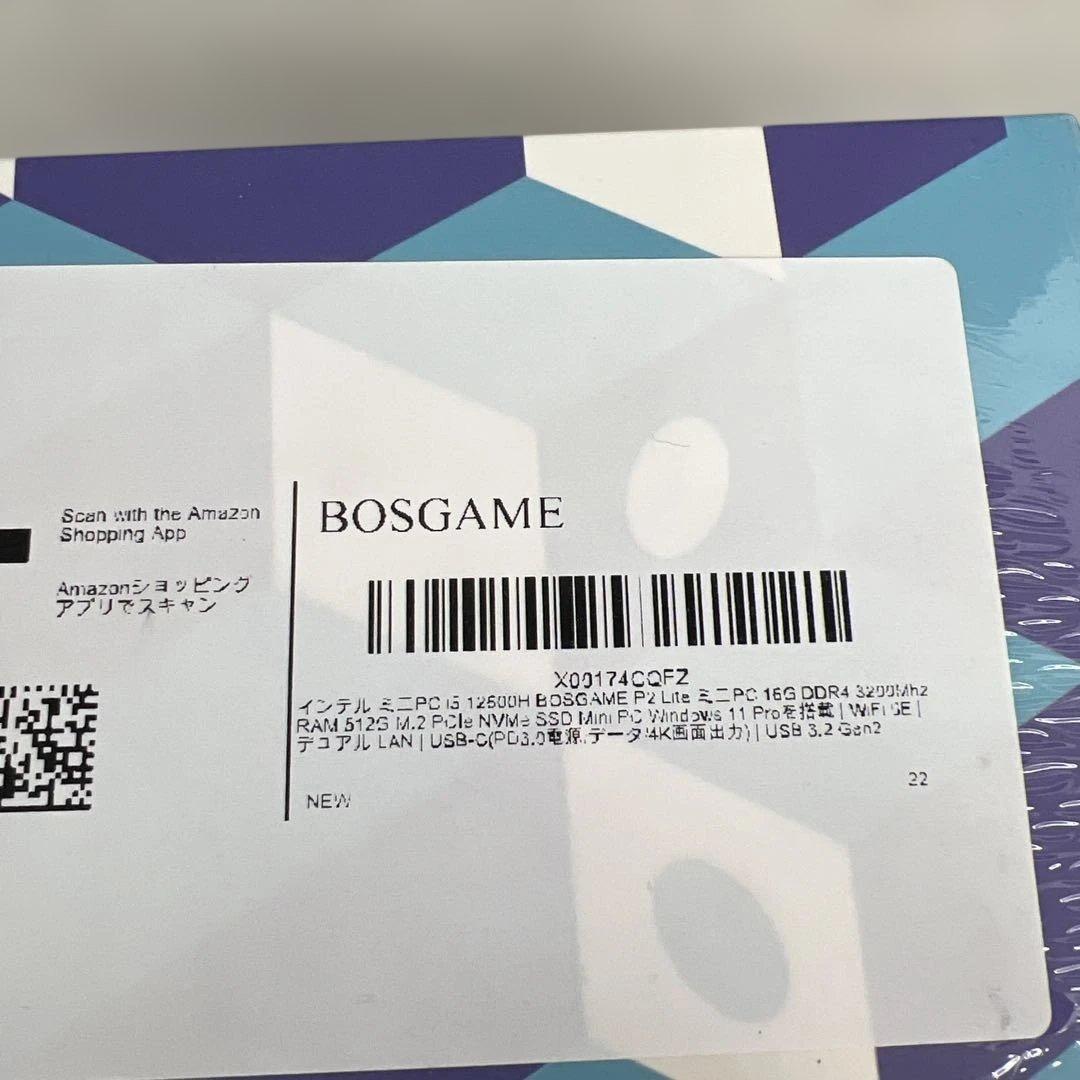 Scan with the Amazon
Shopping App
Amazonショッピング
アプリでスキャン
BOSGAME
X00174CQFZ
インテル ミニPC i5 12600H BOSGAME P2 Lite ミニPC 16G DDR4 3200Mhz
RAM 512G M.2 PCIe NVMe SSD Mini PC Windows 11 Proを搭載 | WiFi 6E |
デュアル LAN | USB-C(PD3.0電源/データ/4K画面出力) | USB 3.2 Gen2
NEW
22